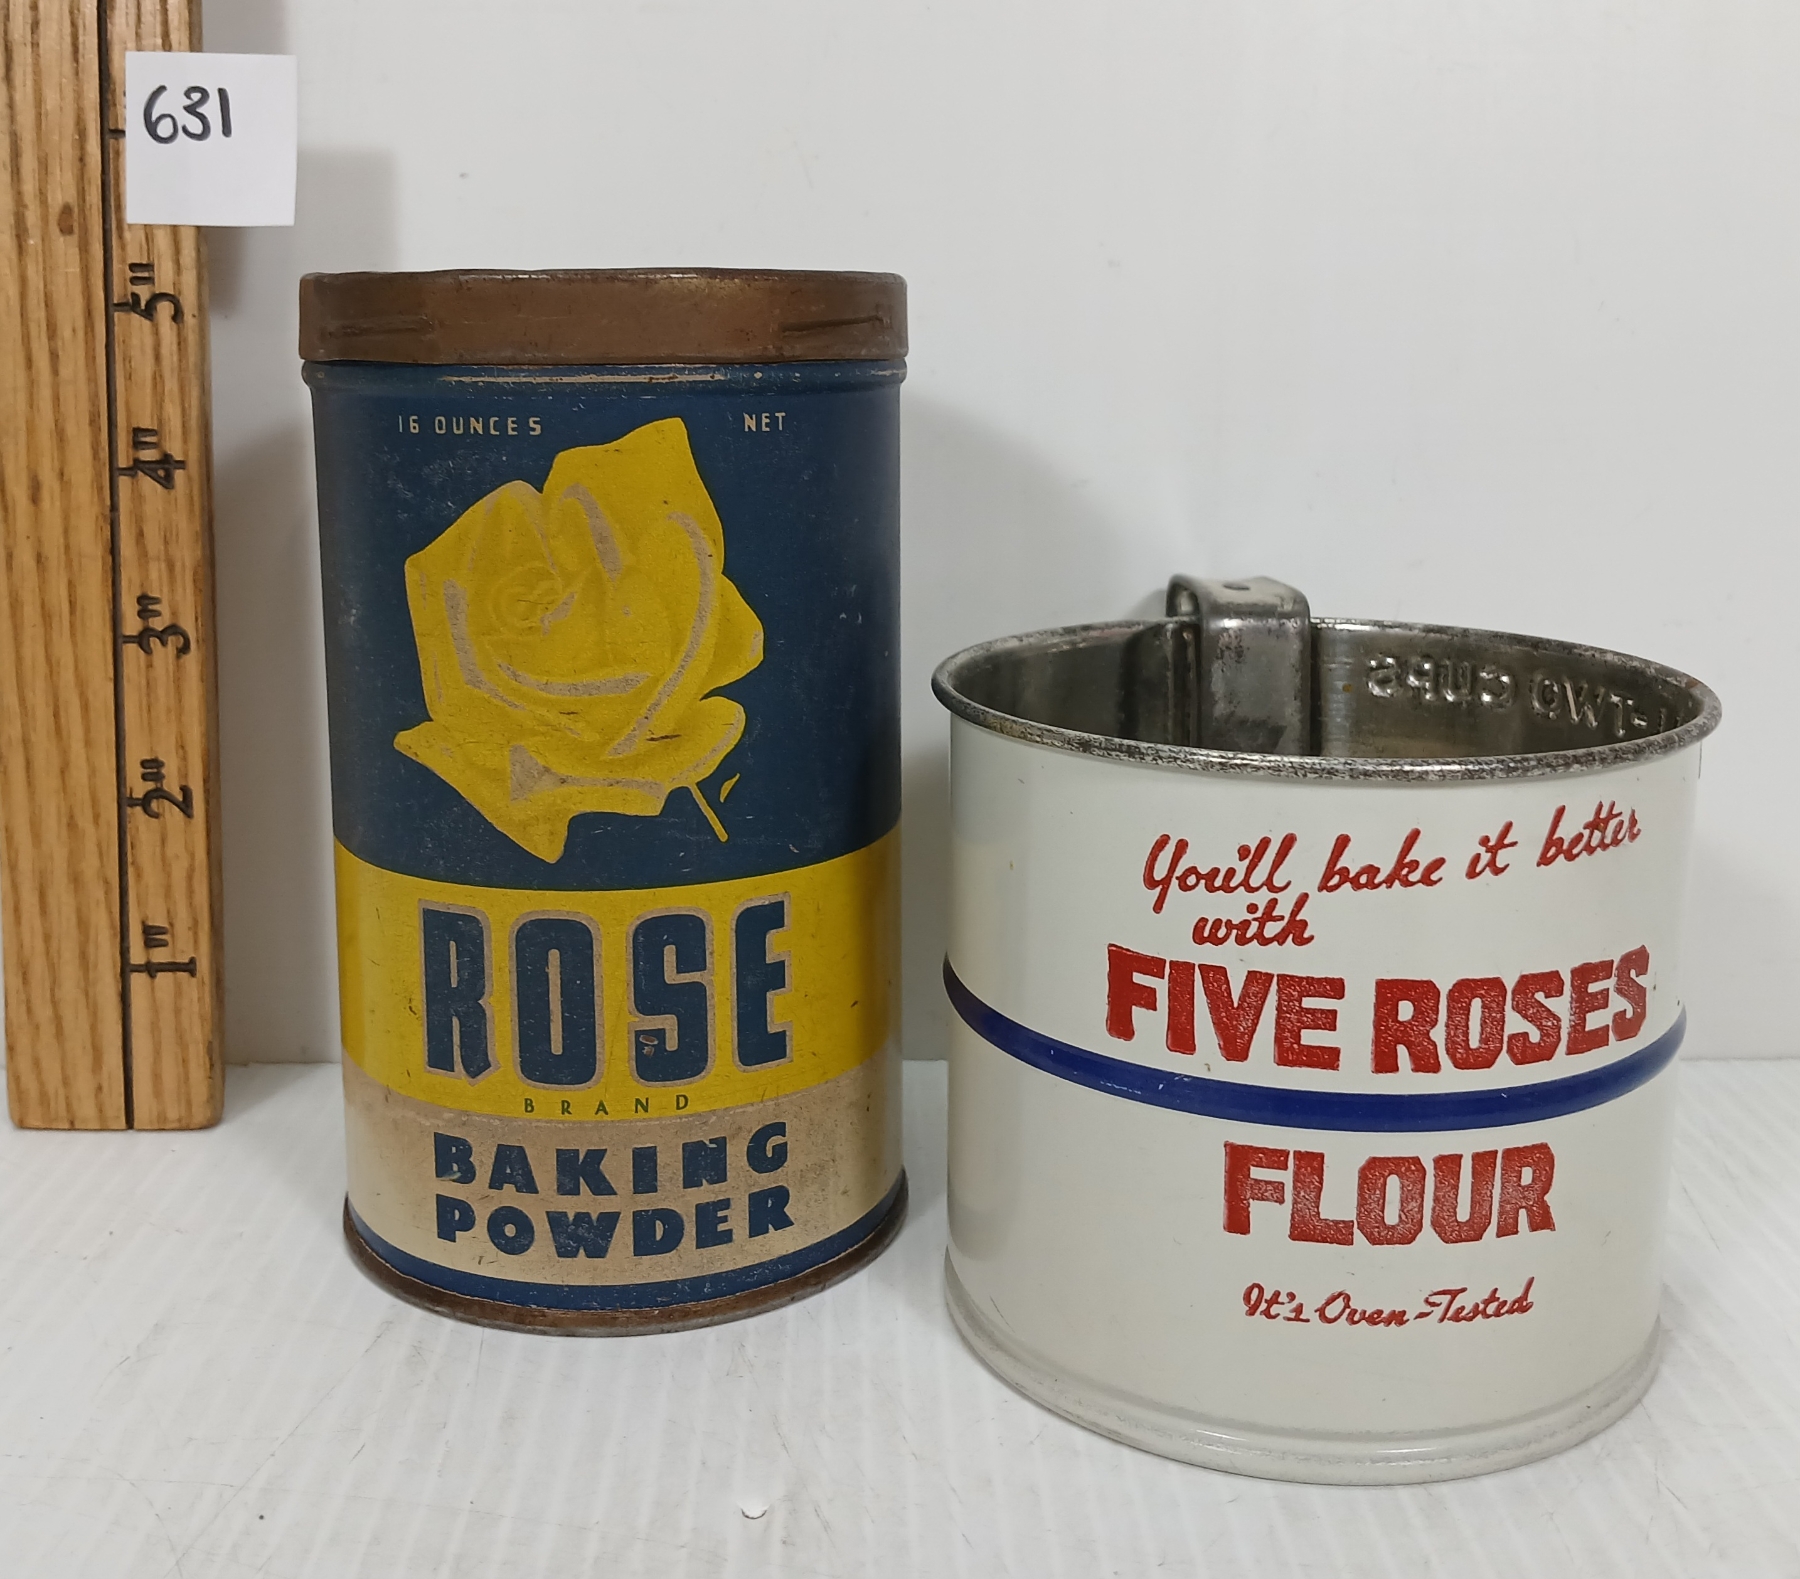 631
5"
4"
3"
2"
1"
16 OUNCES NET
ROSE
BRAND
BAKING
POWDER
You'll bake it better
with
FIVE ROSES
FLOUR
It's Oven-Tested
TWO CUPS